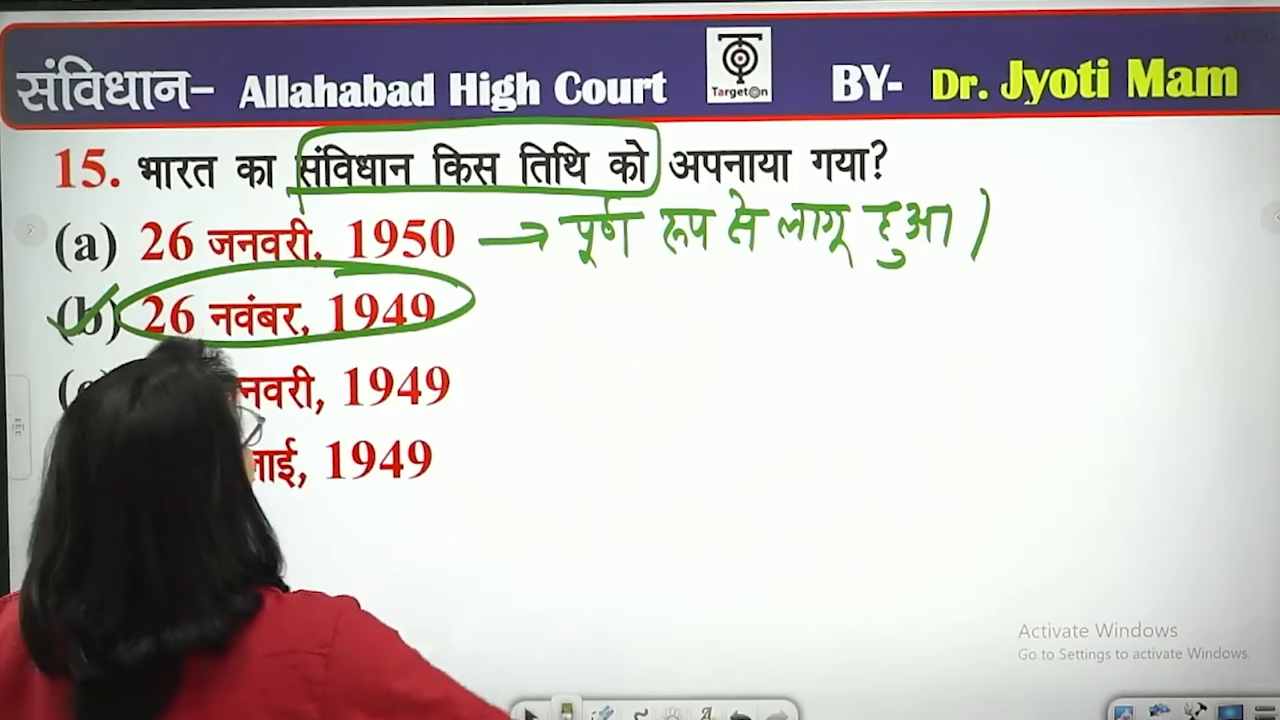 संविधान- Allahabad High Court TargetOn BY- Dr. Jyoti Mam
15. भारत का संविधान किस तिथि को अपनाया गया?
(a) 26 जनवरी, 1950 → पूर्ण रूप से लागू हुआ।
(b) 26 नवंबर, 1949
नवरी, 1949
लाई, 1949
Activate Windows
Go to Settings to activate Windows.